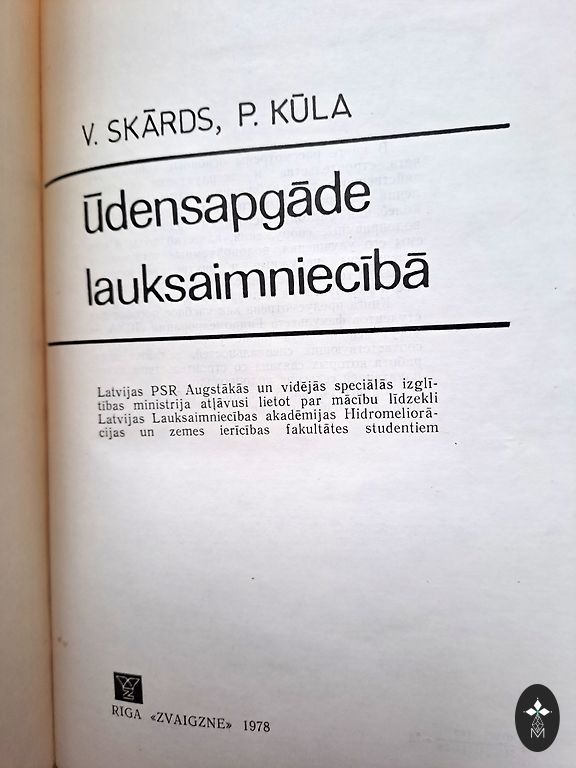 V. SKĀRDS, P. KŪLA
Ūdensapgāde
lauksaimniecībā
Latvijas PSR Augstākās un vidējās speciālās izglī-
tības ministrija atļāvusi lietot par mācību līdzekli
Latvijas Lauksaimniecības akadēmijas Hidromeliorā-
cijas un zemes ierīcības fakultātes studentiem
RIGA «ZVAIGZNE» 1978